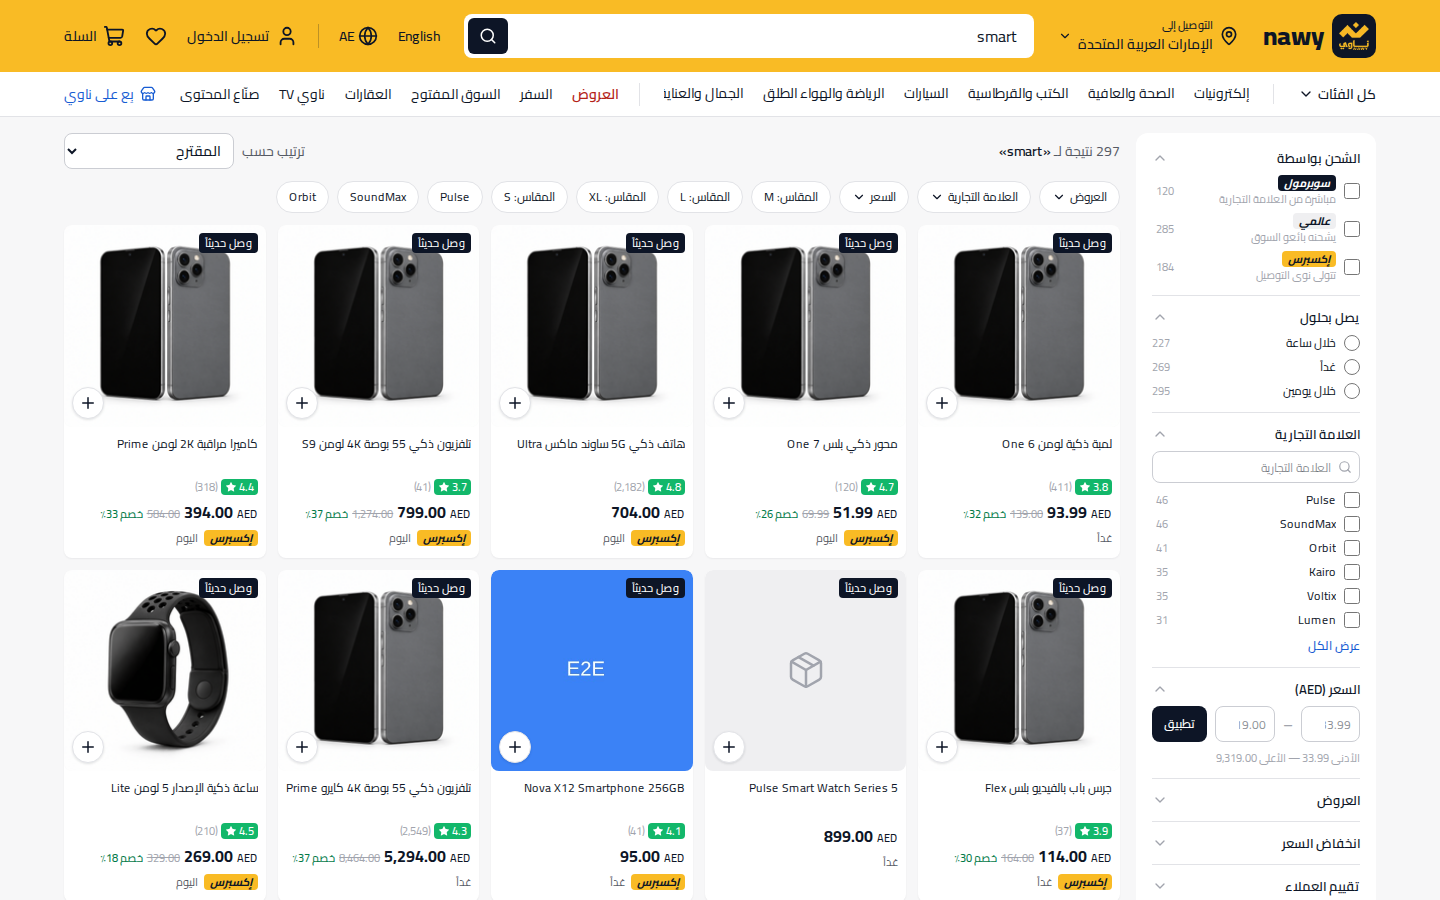 ناوي
nawy
التوصيل إلى
الإمارات العربية المتحدة
smart
English
AE
تسجيل الدخول
السلة
كل الفئات
إلكترونيات
الصحة والعافية
الكتب والقرطاسية
السيارات
الرياضة والهواء الطلق
الجمال والعناية
العروض
السفر
السوق المفتوح
العقارات
ناوي TV
صنّاع المحتوى
بع على ناوي
الشحن بواسطة
سوبرمول
مباشرة من العلامة التجارية
120
عالمي
يشحنه بائعو السوق
285
إكسبرس
تتولى نوي التوصيل
184
يصل بحلول
خلال ساعة
227
غداً
269
خلال يومين
295
العلامة التجارية
العلامة التجارية
Pulse
46
SoundMax
46
Orbit
41
Kairo
35
Voltix
35
Lumen
31
عرض الكل
السعر (AED)
3.99
—
9.00
تطبيق
الأدنى 33.99 — الأعلى 9,319.00
العروض
انخفاض السعر
تقييم العملاء
297 نتيجة لـ «smart»
ترتيب حسب
المقترح
العروض
العلامة التجارية
السعر
المقاس: M
المقاس: L
المقاس: XL
المقاس: S
Pulse
SoundMax
Orbit
وصل حديثاً
لمبة ذكية لومن 6 One
3.8
(411)
AED 93.99 139.00 خصم 32٪
غداً
وصل حديثاً
محور ذكي بلس 7 One
4.7
(120)
AED 51.99 69.99 خصم 26٪
إكسبرس اليوم
وصل حديثاً
هاتف ذكي 5G ساوند ماكس Ultra
4.8
(2,182)
AED 704.00
إكسبرس اليوم
وصل حديثاً
تلفزيون ذكي 55 بوصة 4K لومن S9
3.7
(41)
AED 799.00 1,274.00 خصم 37٪
إكسبرس اليوم
وصل حديثاً
كاميرا مراقبة 2K لومن Prime
4.4
(318)
AED 394.00 584.00 خصم 33٪
إكسبرس اليوم
وصل حديثاً
جرس باب بالفيديو بلس Flex
3.9
(37)
AED 114.00 164.00 خصم 30٪
إكسبرس غداً
وصل حديثاً
Pulse Smart Watch Series 5
AED 899.00
غداً
وصل حديثاً
E2E
Nova X12 Smartphone 256GB
4.1
(41)
AED 95.00
إكسبرس غداً
وصل حديثاً
تلفزيون ذكي 55 بوصة 4K كايرو Prime
4.3
(2,549)
AED 5,294.00 8,464.00 خصم 37٪
غداً
وصل حديثاً
ساعة ذكية الإصدار 5 لومن Lite
4.5
(210)
AED 269.00 329.00 خصم 18٪
إكسبرس اليوم